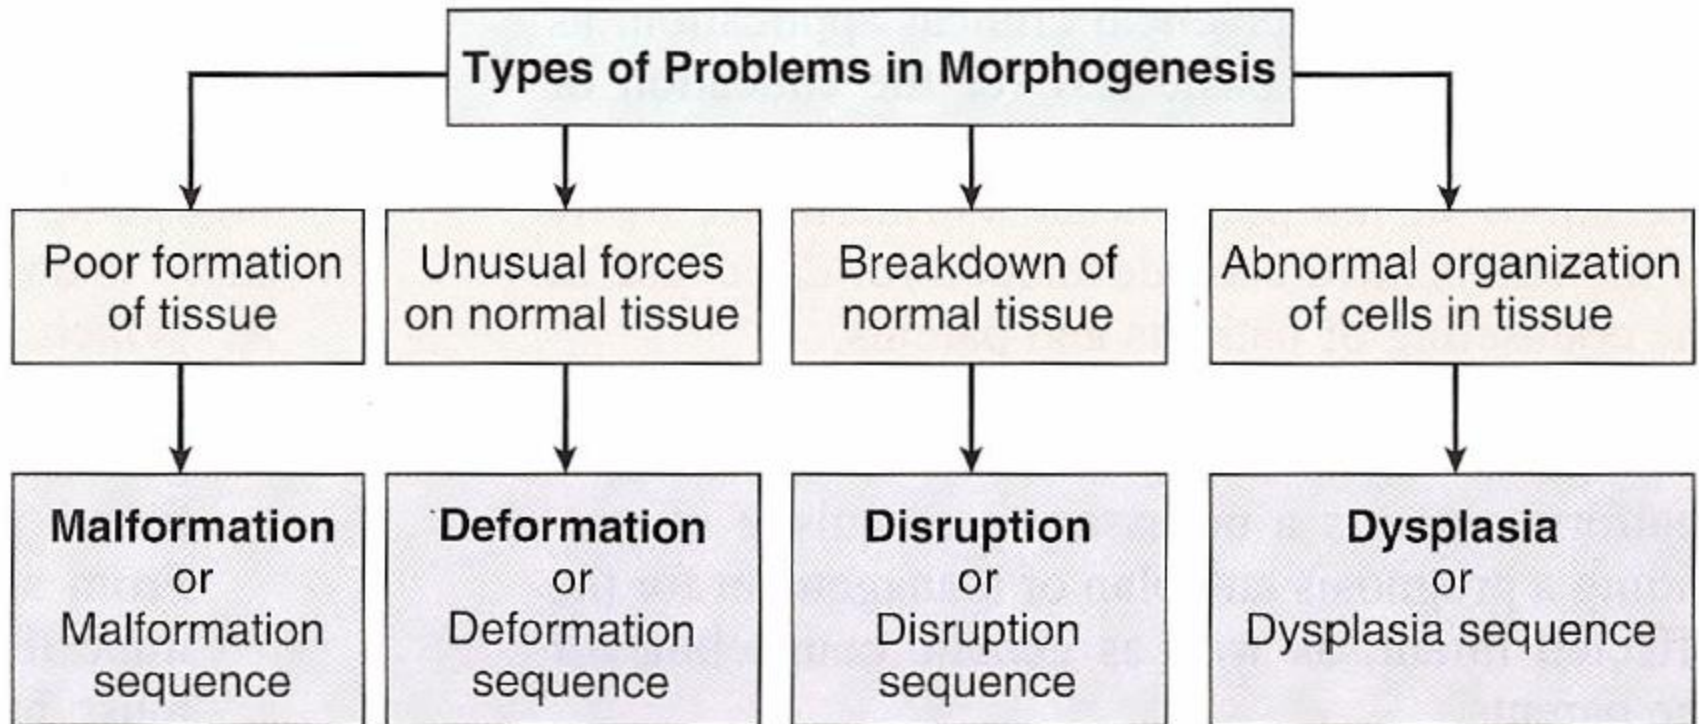 Types of Problems in Morphogenesis
Poor formation
of tissue
Unusual forces
on normal tissue
Breakdown of
normal tissue
Abnormal organization
of cells in tissue
Malformation
or
Malformation
sequence
Deformation
or
Deformation
sequence
Disruption
or
Disruption
sequence
Dysplasia
or
Dysplasia sequence